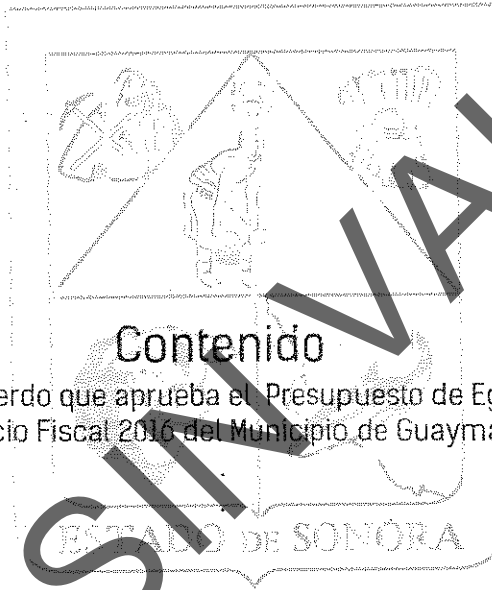 Contenido
erdo que aprueba el Presupuesto de Eg
cio Fiscal 2016 del Municipio de Guayma
ESTADO DE SONORA
SIN VA